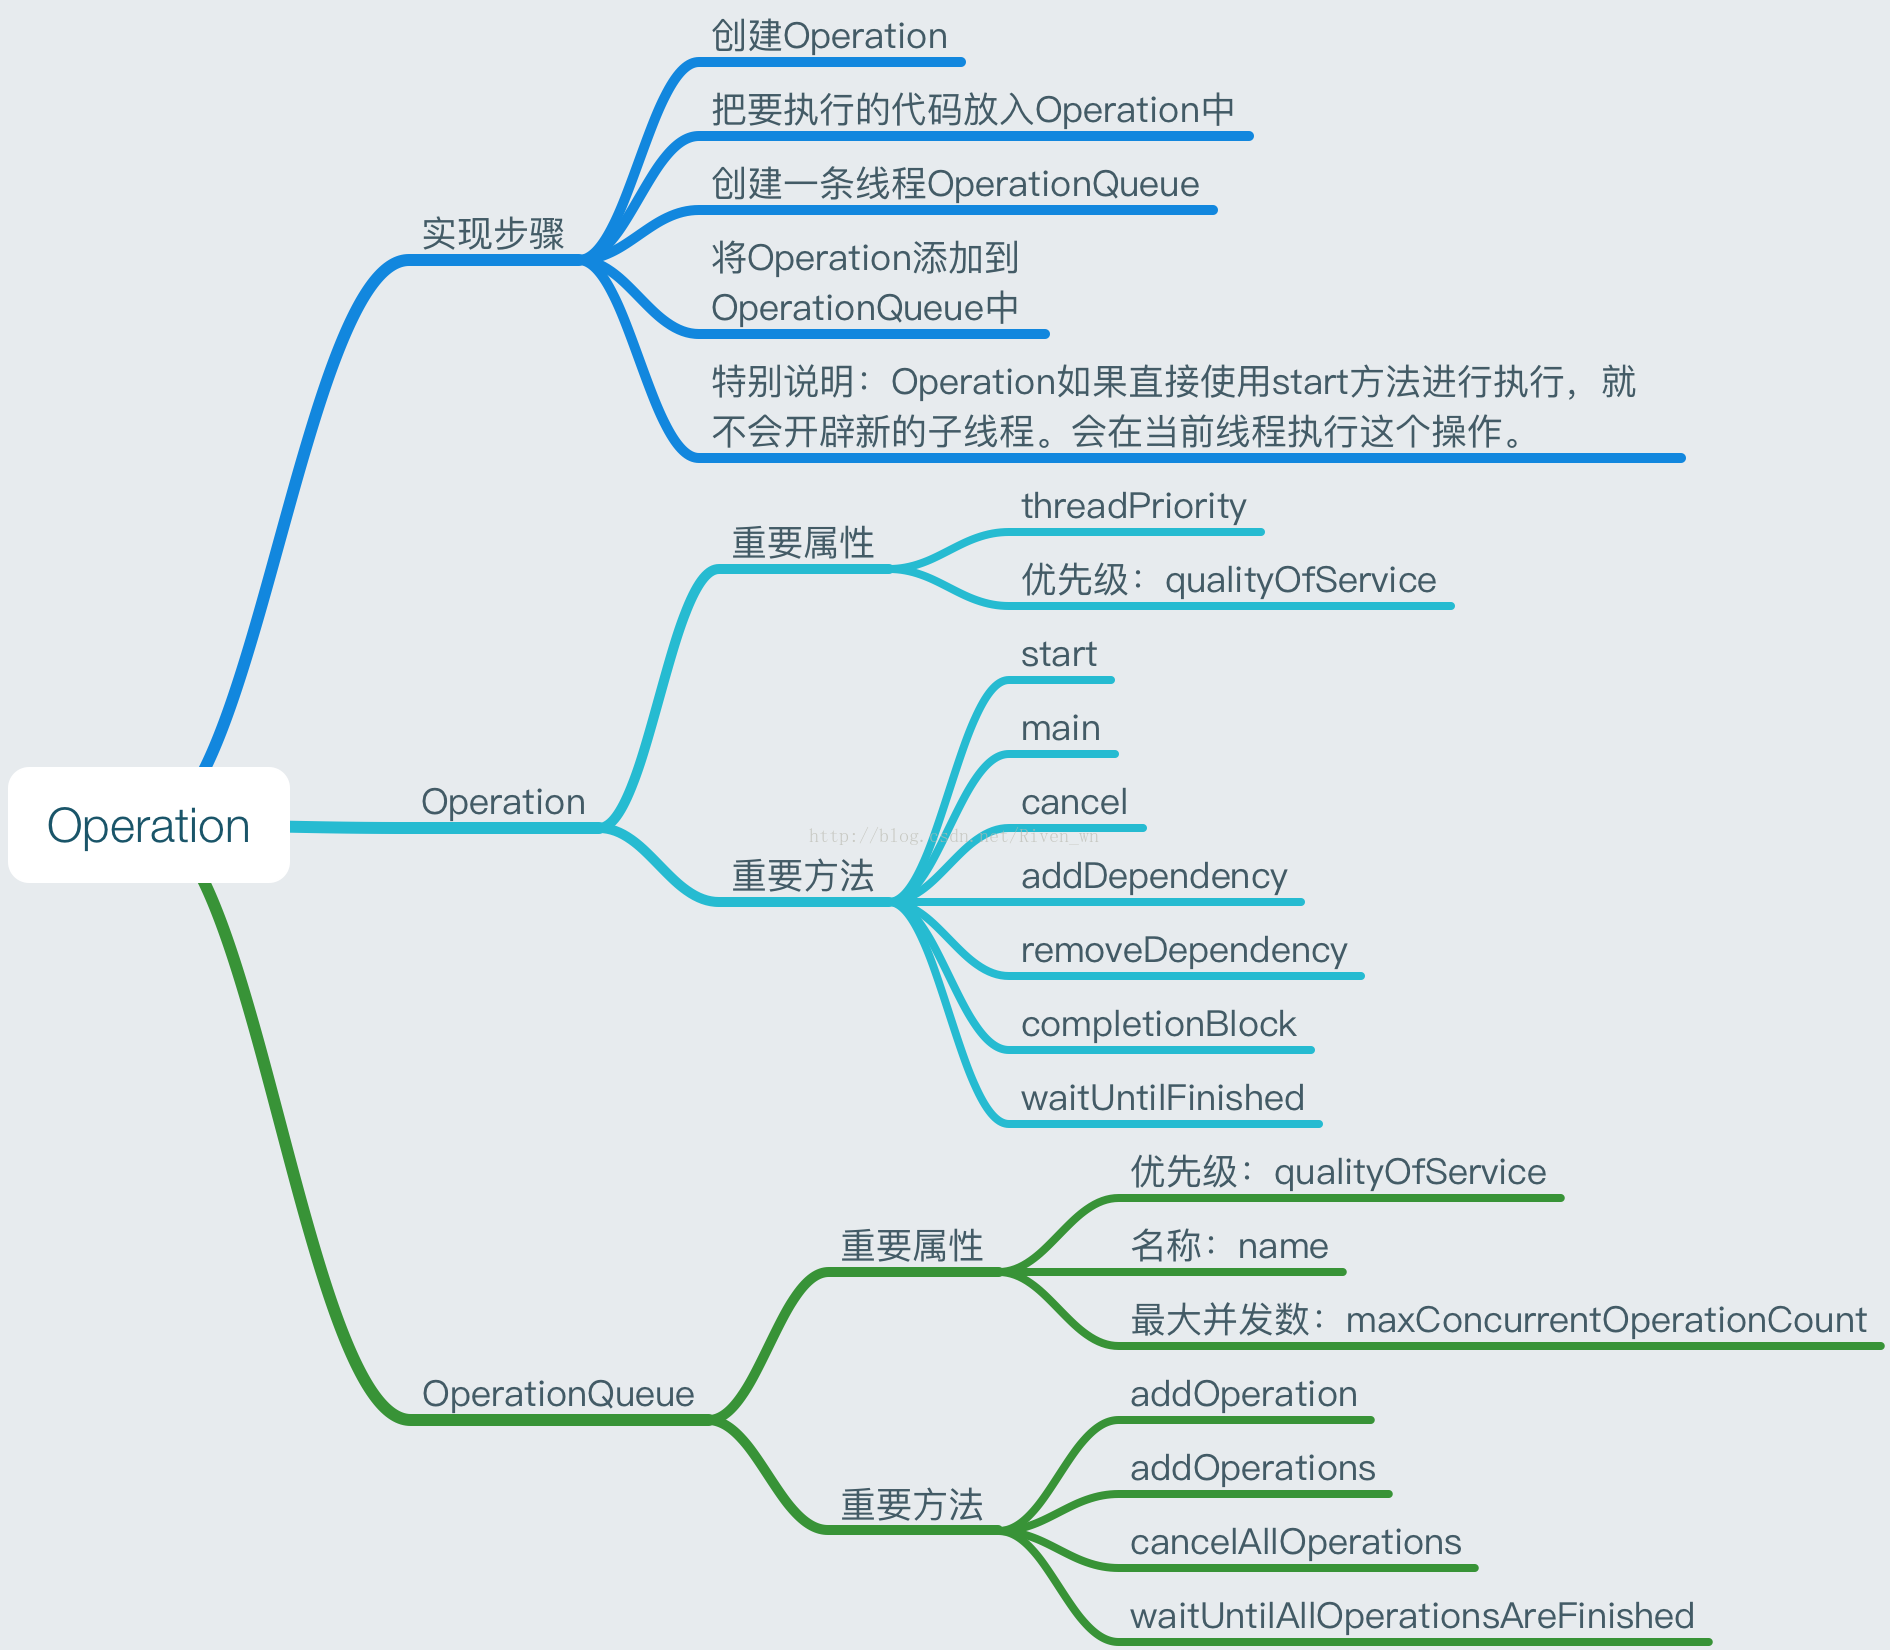 Operation
实现步骤
创建Operation
把要执行的代码放入Operation中
创建一条线程OperationQueue
将Operation添加到
OperationQueue中
特别说明：Operation如果直接使用start方法进行执行，就
不会开辟新的子线程。会在当前线程执行这个操作。
Operation
重要属性
threadPriority
优先级：qualityOfService
重要方法
start
main
cancel
addDependency
removeDependency
completionBlock
waitUntilFinished
http://blog.csdn.net/Riven_wn
OperationQueue
重要属性
优先级：qualityOfService
名称：name
最大并发数：maxConcurrentOperationCount
重要方法
addOperation
addOperations
cancelAllOperations
waitUntilAllOperationsAreFinished